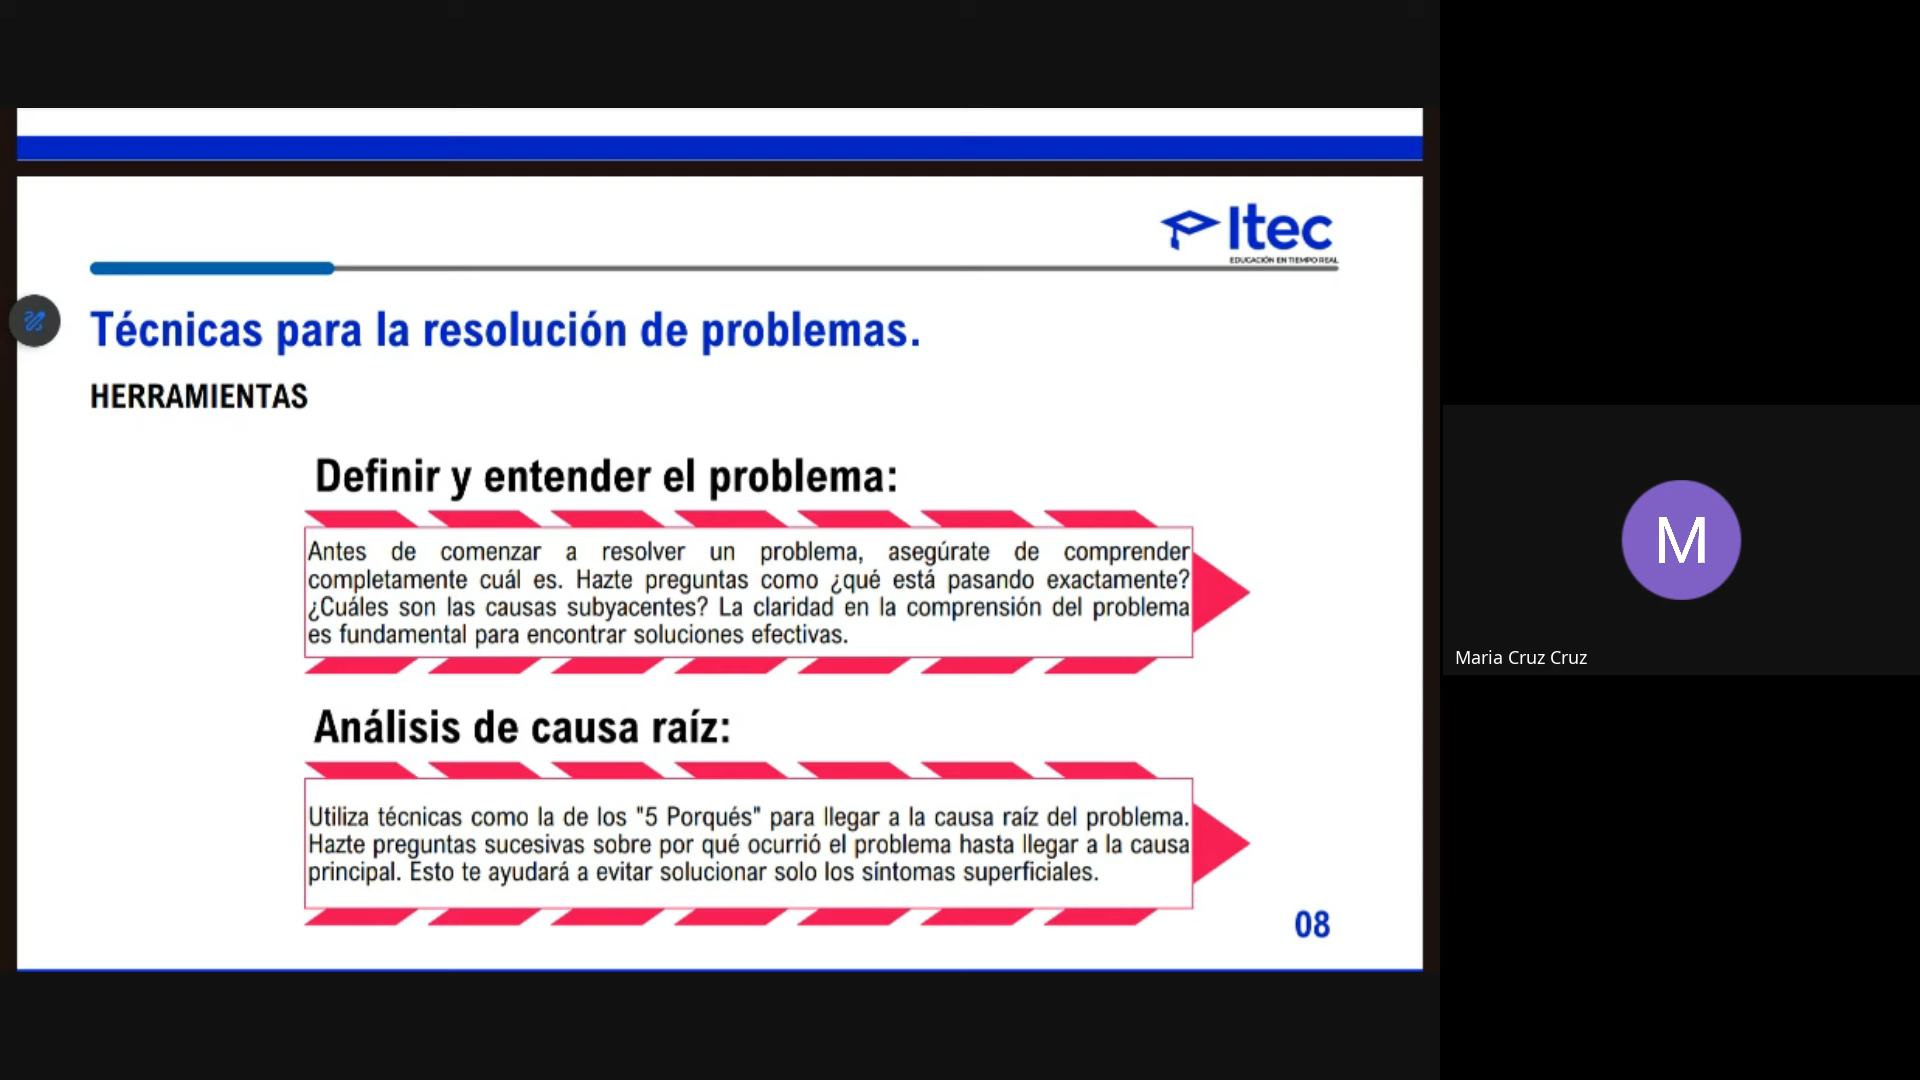 Itec
EDUCACIÓN EN TIEMPO REAL
Técnicas para la resolución de problemas.
HERRAMIENTAS
Definir y entender el problema:
Antes de comenzar a resolver un problema, asegúrate de comprender
completamente cuál es. Hazte preguntas como ¿qué está pasando exactamente?
¿Cuáles son las causas subyacentes? La claridad en la comprensión del problema
es fundamental para encontrar soluciones efectivas.
Análisis de causa raíz:
Utiliza técnicas como la de los "5 Porqués" para llegar a la causa raíz del problema.
Hazte preguntas sucesivas sobre por qué ocurrió el problema hasta llegar a la causa
principal. Esto te ayudará a evitar solucionar solo los síntomas superficiales.
08
M
Maria Cruz Cruz